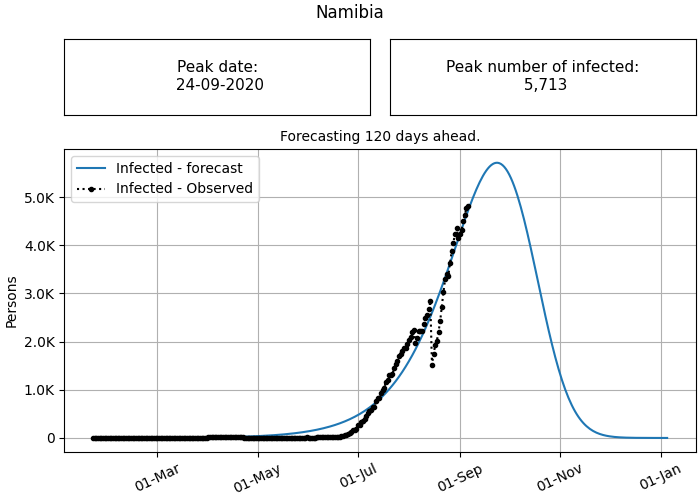 Namibia
Peak date:
24-09-2020
Peak number of infected:
5,713
Forecasting 120 days ahead.
Infected - forecast
Infected - Observed
Persons
5.0K
4.0K
3.0K
2.0K
1.0K
0
01-Mar
01-May
01-Jul
01-Sep
01-Nov
01-Jan